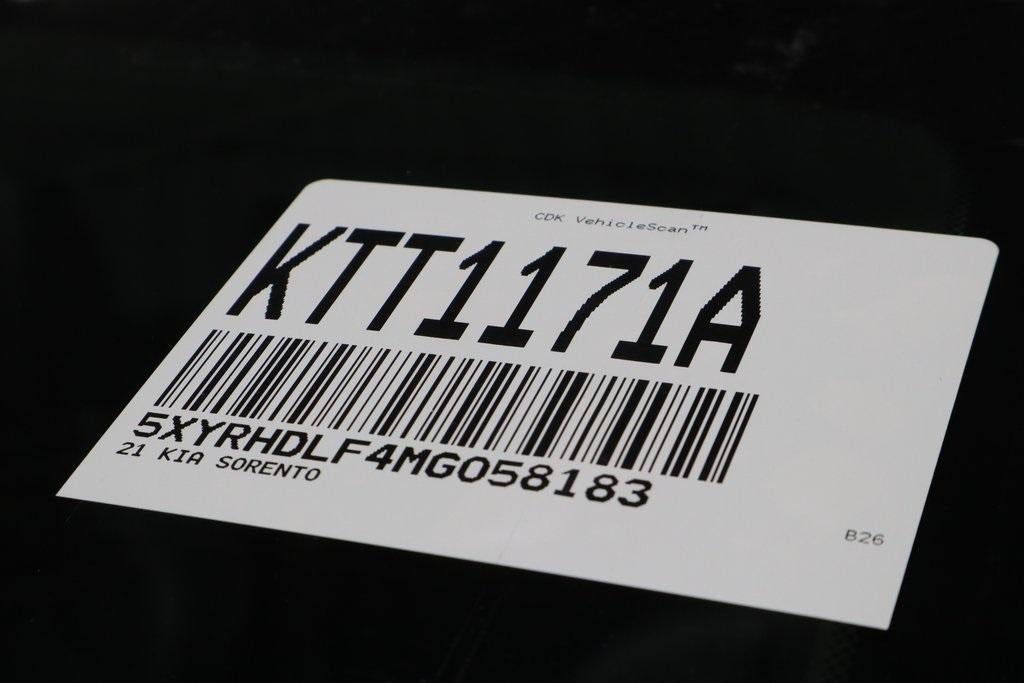 CDK VehicleScan™
KTT1171A
5XYRHDLF4MG058183
21 KIA SORENTO
B26